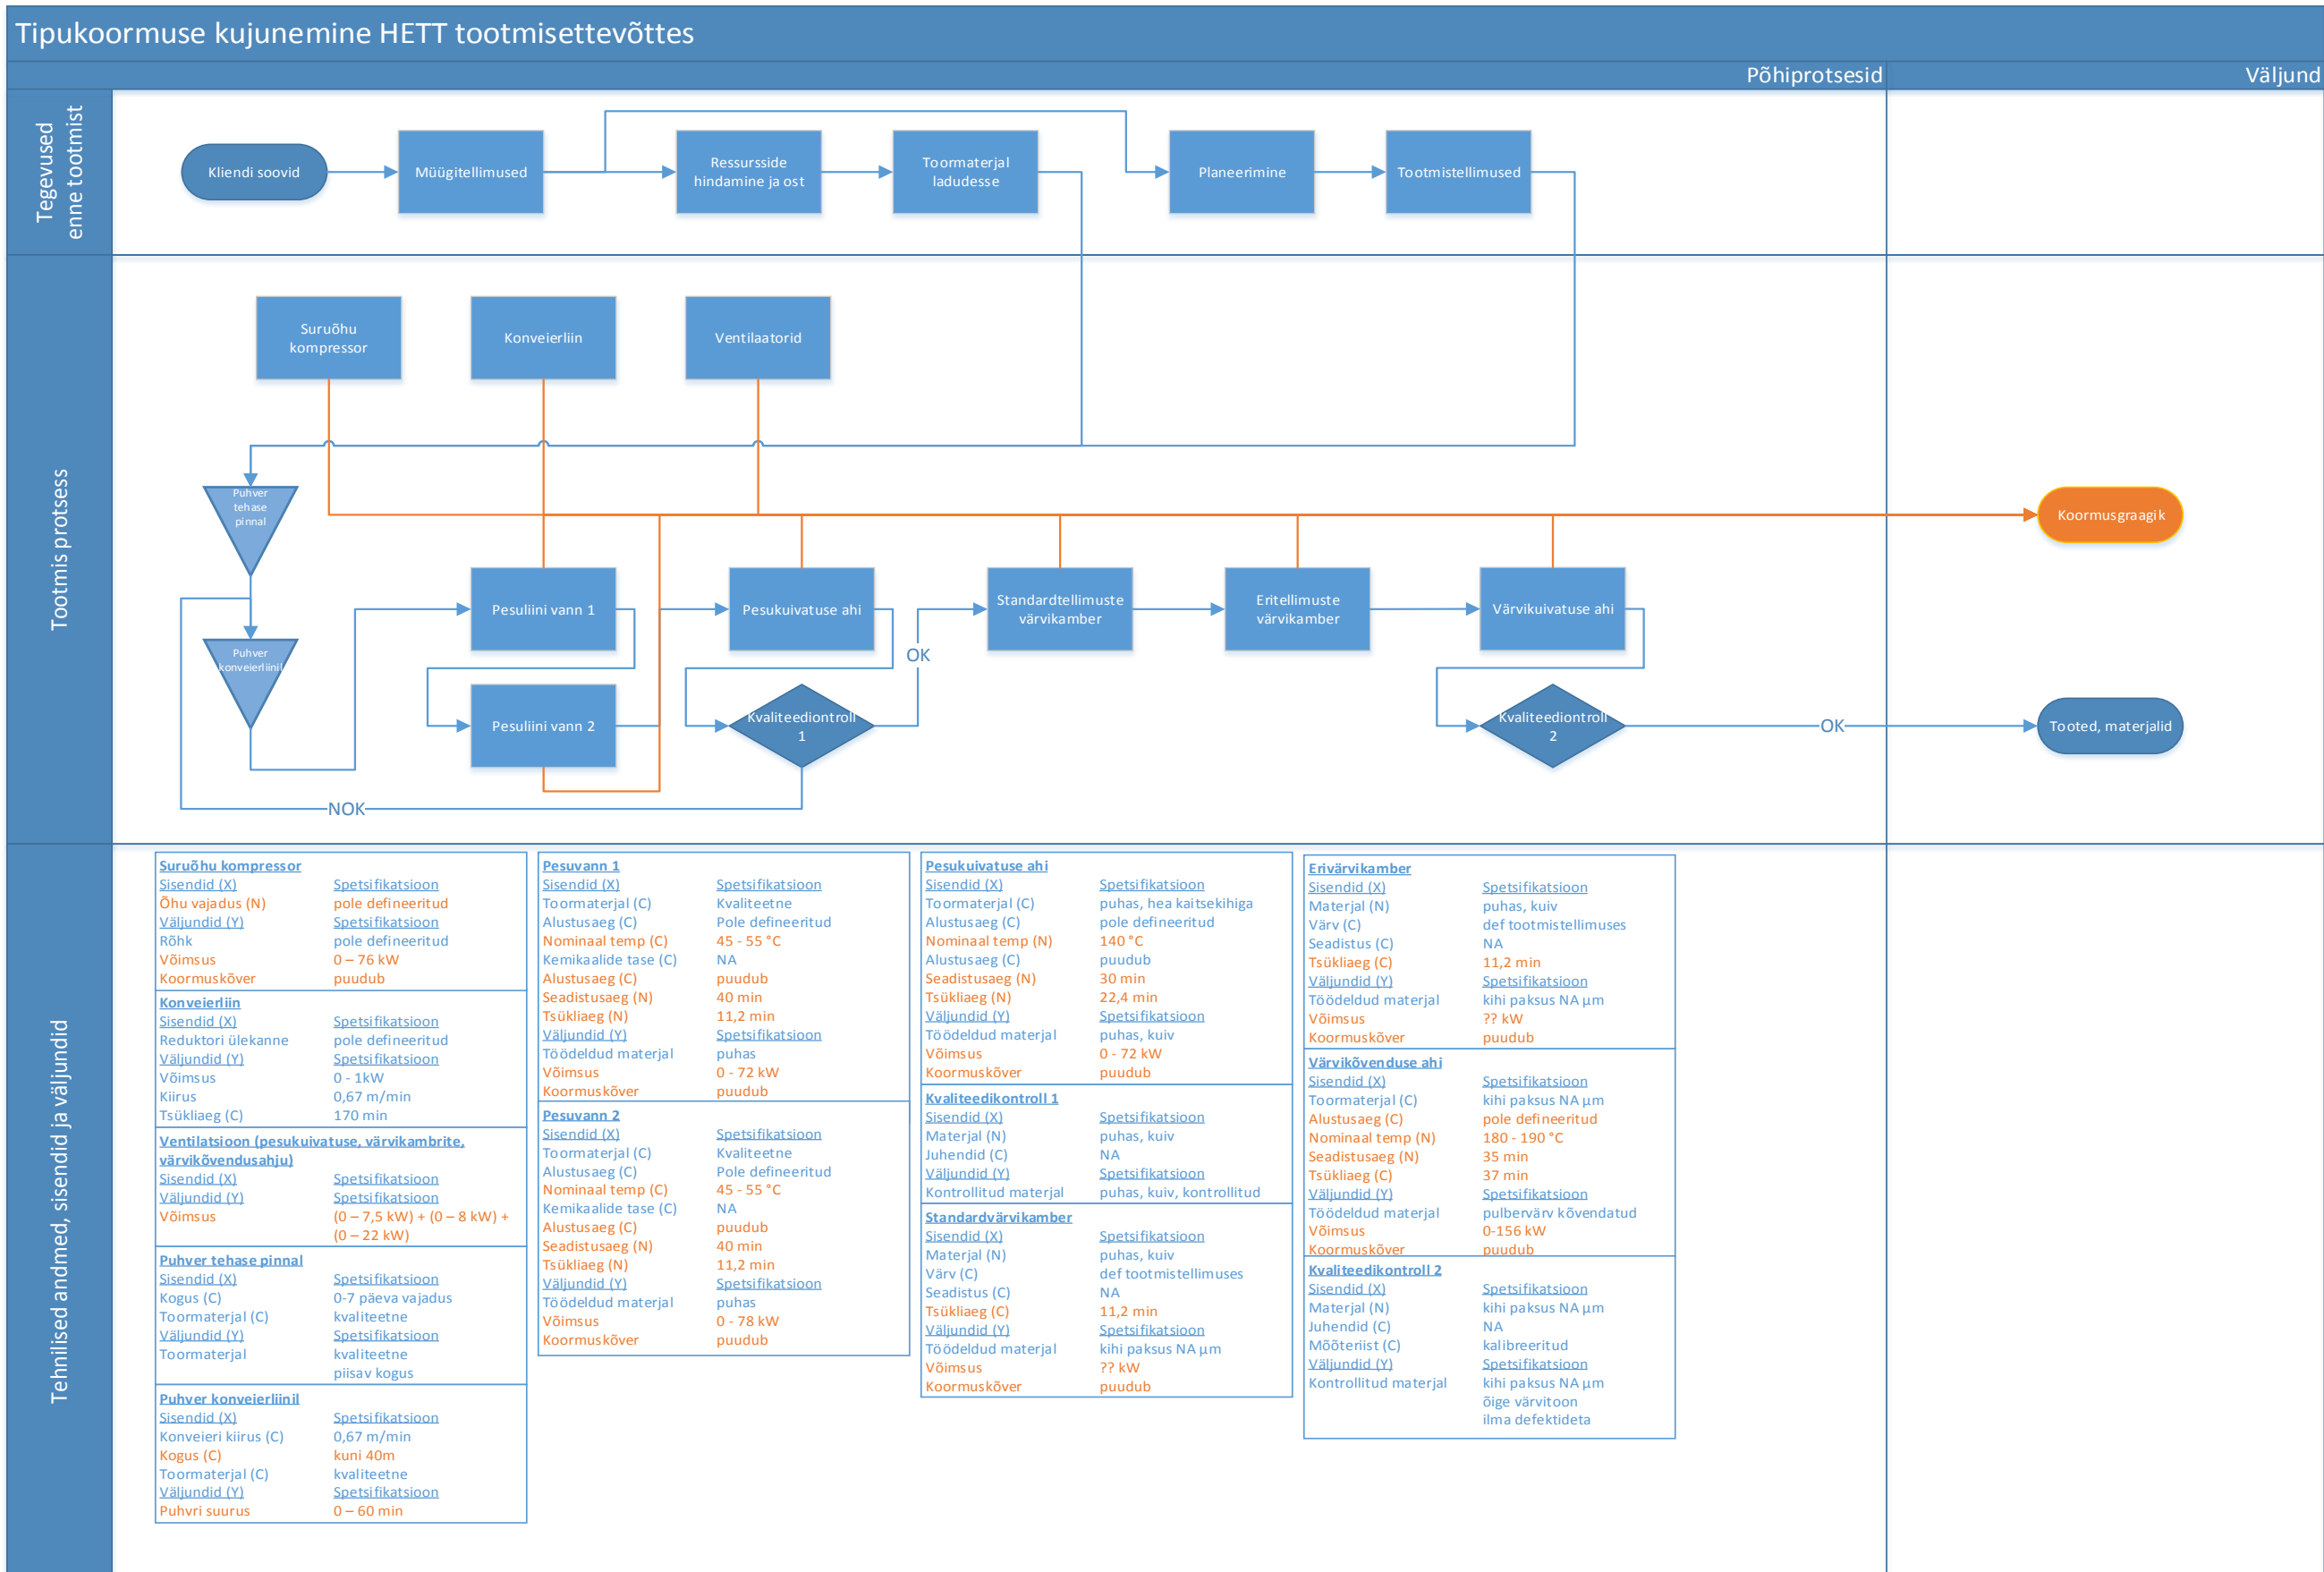 Tipukoormuse kujunemine HETT tootmisettevõttes
Põhiprotsesid
Väljund
Tegevused
enne tootmist
Kliendi soovid
Müügitellimused
Ressursside
hindamine ja ost
Toormaterjal
ladudesse
Planeerimine
Tootmistellimused
Tootmis protsess
Suruõhu
kompressor
Konveierliin
Ventilaatorid
Puhver
tehase
pinnal
Koormusgraagik
Pesuliini vann 1
Pesukuivatuse ahi
Standardtellimuste
värvikamber
Eritellimuste
värvikamber
Värvikuivatuse ahi
Puhver
konveierliinil
OK
Pesuliini vann 2
Kvaliteediontroll
1
Kvaliteediontroll
2
OK
Tooted, materjalid
NOK
Tehnilised andmed, sisendid ja väljundid
Suruõhu kompressor
Sisendid (X) Spetsifikatsioon
Õhu vajadus (N) pole defineeritud
Väljundid (Y) Spetsifikatsioon
Rõhk pole defineeritud
Võimsus 0 – 76 kW
Koormuskõver puudub
Konveierliin
Sisendid (X) Spetsifikatsioon
Reduktori ülekanne pole defineeritud
Väljundid (Y) Spetsifikatsioon
Võimsus 0 - 1kW
Kiirus 0,67 m/min
Tsükliaeg (C) 170 min
Ventilatsioon (pesukuivatuse, värvikambrite,
värvikõvendusahju)
Sisendid (X) Spetsifikatsioon
Väljundid (Y) Spetsifikatsioon
Võimsus (0 – 7,5 kW) + (0 – 8 kW) +
(0 – 22 kW)
Puhver tehase pinnal
Sisendid (X) Spetsifikatsioon
Kogus (C) 0-7 päeva vajadus
Toormaterjal (C) kvaliteetne
Väljundid (Y) Spetsifikatsioon
Toormaterjal kvaliteetne
piisav kogus
Puhver konveierliinil
Sisendid (X) Spetsifikatsioon
Konveieri kiirus (C) 0,67 m/min
Kogus (C) kuni 40m
Toormaterjal (C) kvaliteetne
Väljundid (Y) Spetsifikatsioon
Puhvri suurus 0 – 60 min
Pesuvann 1
Sisendid (X) Spetsifikatsioon
Toormaterjal (C) Kvaliteetne
Alustusaeg (C) Pole defineeritud
Nominaal temp (C) 45 - 55 °C
Kemikaalide tase (C) NA
Alustusaeg (C) puudub
Seadistusaeg (N) 40 min
Tsükliaeg (N) 11,2 min
Väljundid (Y) Spetsifikatsioon
Töödeldud materjal puhas
Võimsus 0 - 72 kW
Koormuskõver puudub
Pesuvann 2
Sisendid (X) Spetsifikatsioon
Toormaterjal (C) Kvaliteetne
Alustusaeg (C) Pole defineeritud
Nominaal temp (C) 45 - 55 °C
Kemikaalide tase (C) NA
Alustusaeg (C) puudub
Seadistusaeg (N) 40 min
Tsükliaeg (N) 11,2 min
Väljundid (Y) Spetsifikatsioon
Töödeldud materjal puhas
Võimsus 0 - 78 kW
Koormuskõver puudub
Pesukuivatuse ahi
Sisendid (X) Spetsifikatsioon
Toormaterjal (C) puhas, hea kaitsekihiga
Alustusaeg (C) pole defineeritud
Nominaal temp (N) 140 °C
Alustusaeg (C) puudub
Seadistusaeg (N) 30 min
Tsükliaeg (N) 22,4 min
Väljundid (Y) Spetsifikatsioon
Töödeldud materjal puhas, kuiv
Võimsus 0 - 72 kW
Koormuskõver puudub
Kvaliteedikontroll 1
Sisendid (X) Spetsifikatsioon
Materjal (N) puhas, kuiv
Juhendid (C) NA
Väljundid (Y) Spetsifikatsioon
Kontrollitud materjal puhas, kuiv, kontrollitud
Standardvärvikamber
Sisendid (X) Spetsifikatsioon
Materjal (N) puhas, kuiv
Värv (C) def tootmistellimuses
Seadistus (C) NA
Tsükliaeg (C) 11,2 min
Väljundid (Y) Spetsifikatsioon
Töödeldud materjal kihi paksus NA µm
Võimsus ?? kW
Koormuskõver puudub
Erivärvikamber
Sisendid (X) Spetsifikatsioon
Materjal (N) puhas, kuiv
Värv (C) def tootmistellimuses
Seadistus (C) NA
Tsükliaeg (C) 11,2 min
Väljundid (Y) Spetsifikatsioon
Töödeldud materjal kihi paksus NA µm
Võimsus ?? kW
Koormuskõver puudub
Värvikõvenduse ahi
Sisendid (X) Spetsifikatsioon
Toormaterjal (C) kihi paksus NA µm
Alustusaeg (C) pole defineeritud
Nominaal temp (N) 180 - 190 °C
Seadistusaeg (N) 35 min
Tsükliaeg (C) 37 min
Väljundid (Y) Spetsifikatsioon
Töödeldud materjal pulbervärv kõvendatud
Võimsus 0-156 kW
Koormuskõver puudub
Kvaliteedikontroll 2
Sisendid (X) Spetsifikatsioon
Materjal (N) kihi paksus NA µm
Juhendid (C) NA
Mõõteriist (C) kalibreeritud
Väljundid (Y) Spetsifikatsioon
Kontrollitud materjal kihi paksus NA µm
õige värvitoon
ilma defektideta